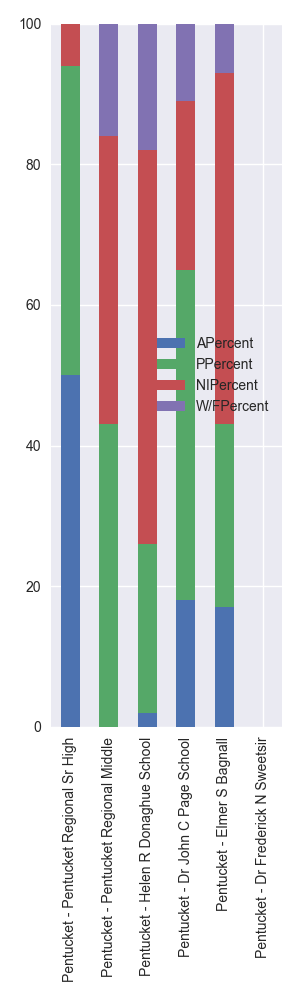 100
80
60
40
20
0
APercent
PPercent
NIPercent
W/FPercent
Pentucket - Pentucket Regional Sr High
Pentucket - Pentucket Regional Middle
Pentucket - Helen R Donaghue School
Pentucket - Dr John C Page School
Pentucket - Elmer S Bagnall
Pentucket - Dr Frederick N Sweetsir